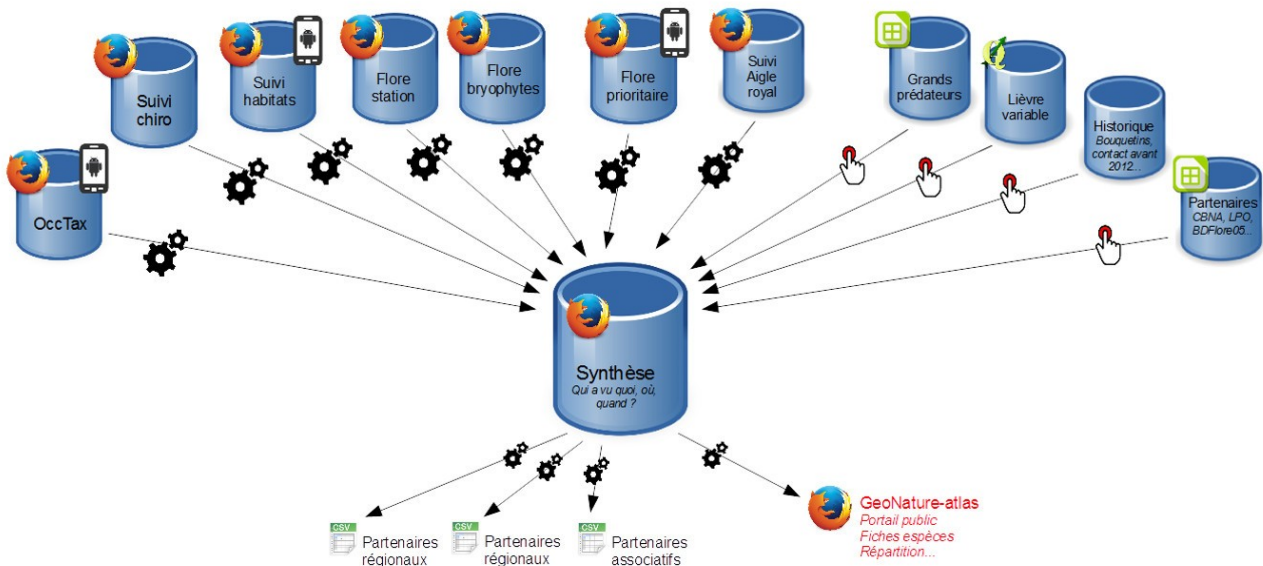 Suivi
chiro
Suivi
habitats
Flore
station
Flore
bryophytes
Flore
prioritaire
Suivi
Aigle
royal
Grands
prédateurs
Lièvre
variable
Historique
Bouquetins,
contact avant
2012...
Partenaires
CBNA, LPO,
BDFlore05...
OccTax
Synthèse
Qui a vu quoi, où,
quand ?
CSV
Partenaires
régionaux
CSV
Partenaires
régionaux
CSV
Partenaires
associatifs
GeoNature-atlas
Portail public
Fiches espèces
Répartition...